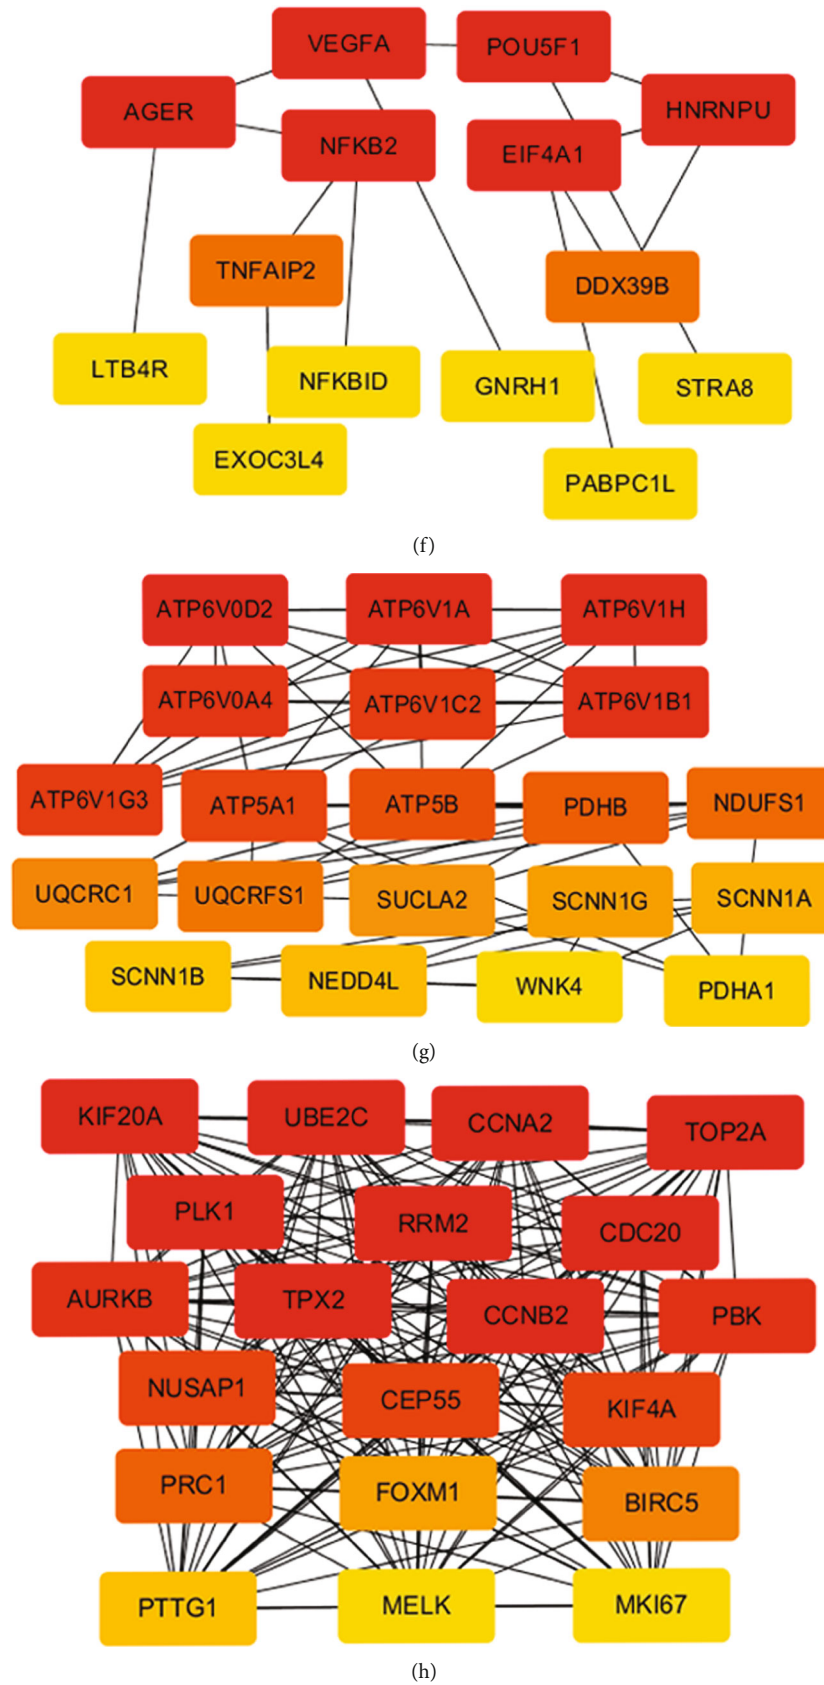 VEGFA POU5F1
AGER HNRNPU
NFKB2 EIF4A1
TNFAIP2 DDX39B
LTB4R NFKBID GNRH1 STRA8
EXOC3L4 PABPC1L
(f)
ATP6V0D2 ATP6V1A ATP6V1H
ATP6V0A4 ATP6V1C2 ATP6V1B1
ATP6V1G3 ATP5A1 ATP5B PDHB NDUFS1
UQCRC1 UQCRFS1 SUCLA2 SCNN1G SCNN1A
SCNN1B NEDD4L WNK4 PDHA1
(g)
KIF20A UBE2C CCNA2 TOP2A
PLK1 RRM2 CDC20
AURKB TPX2 CCNB2 PBK
NUSAP1 CEP55 KIF4A
PRC1 FOXM1 BIRC5
PTTG1 MELK MKI67
(h)